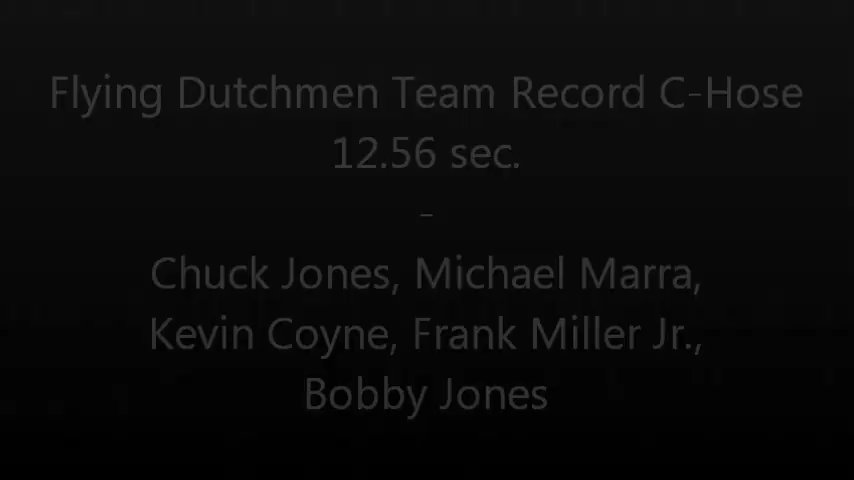 Flying Dutchmen Team Record C-Hose
12.56 sec.
-
Chuck Jones, Michael Marra,
Kevin Coyne, Frank Miller Jr.,
Bobby Jones